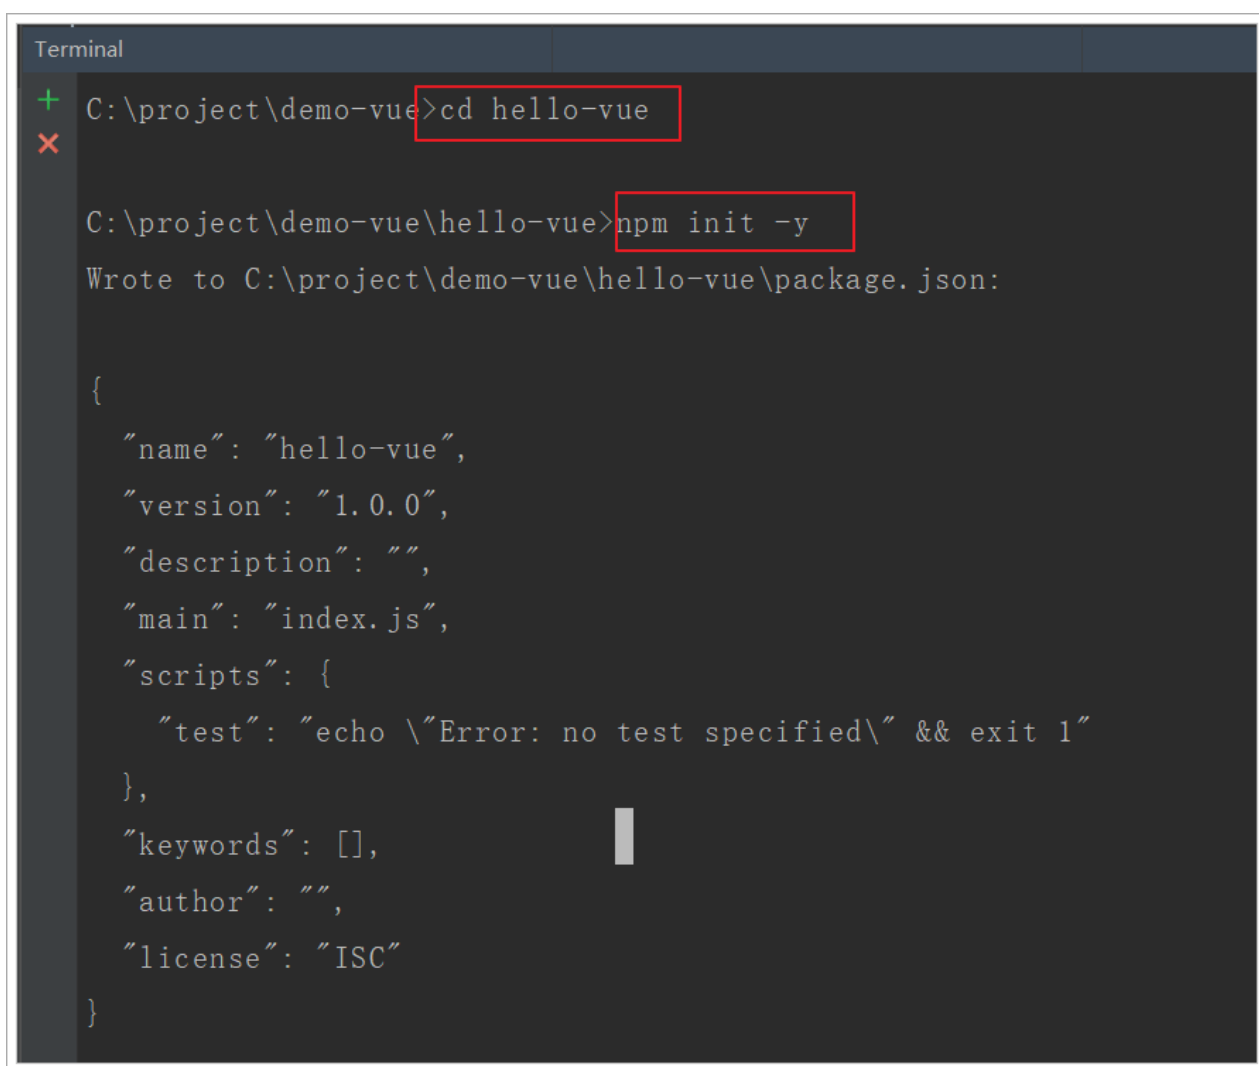 Terminal
C:\project\demo-vue>cd hello-vue
C:\project\demo-vue\hello-vue>npm init -y
Wrote to C:\project\demo-vue\hello-vue\package.json:
{
"name": "hello-vue",
"version": "1.0.0",
"description": "",
"main": "index.js",
"scripts": {
"test": "echo \"Error: no test specified\" && exit 1"
},
"keywords": [],
"author": "",
"license": "ISC"
}